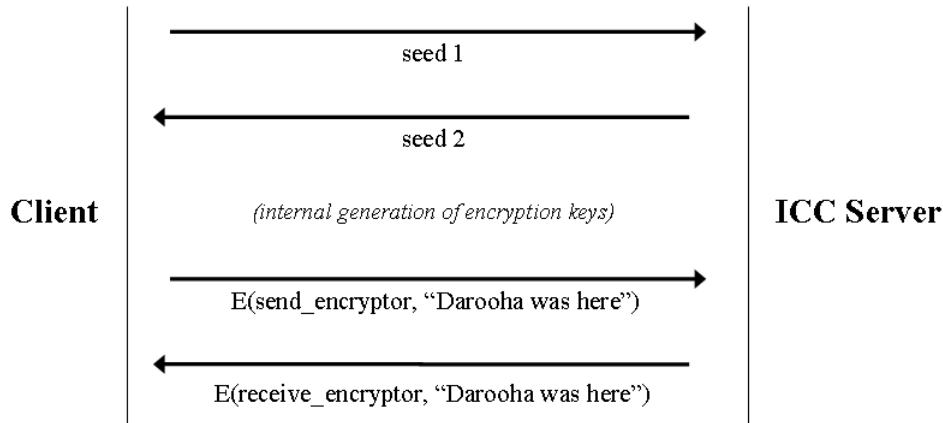 seed 1
seed 2
Client
(internal generation of encryption keys)
ICC Server
E(send_encryptor, “Darooha was here”)
E(receive_encryptor, “Darooha was here”)